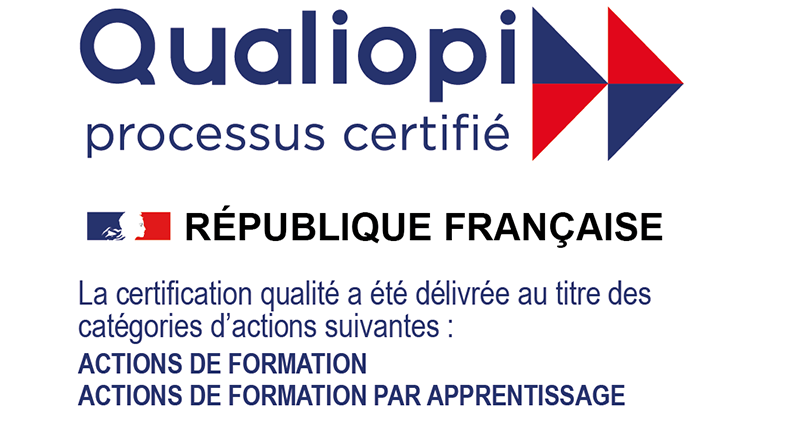 Qualiopi
processus certifié
RÉPUBLIQUE FRANÇAISE
La certification qualité a été délivrée au titre des
catégories d'actions suivantes :
ACTIONS DE FORMATION
ACTIONS DE FORMATION PAR APPRENTISSAGE